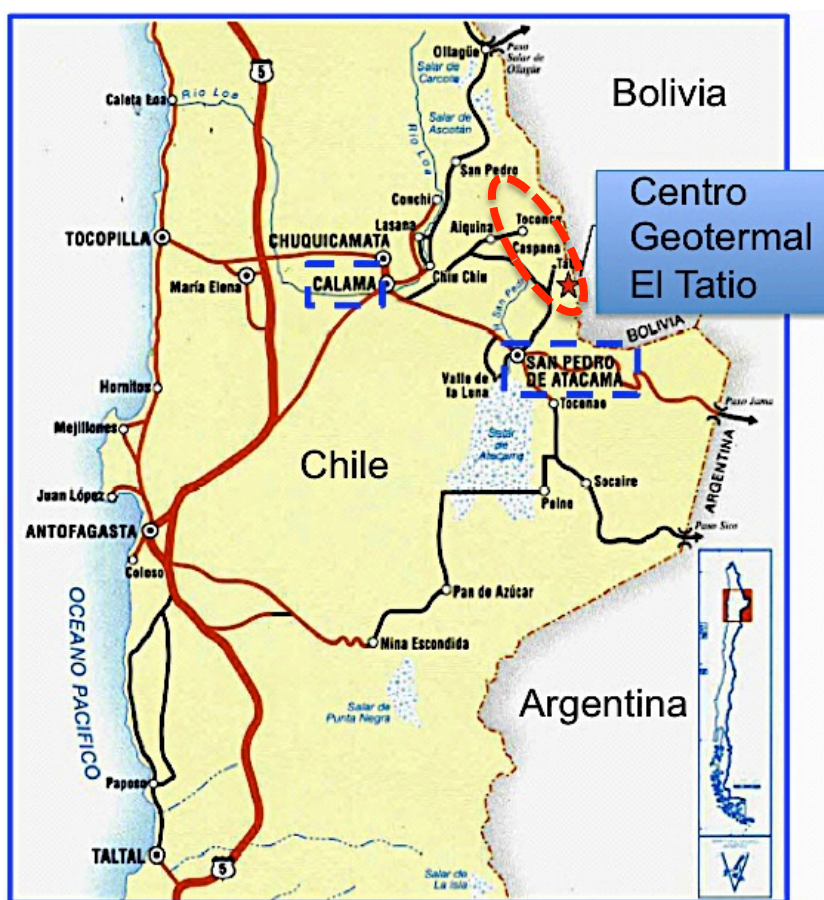 Ollagüe
Paso
Salar de
Ollagüe
5
Salar de
Carcote
Bolivia
Caleta Loa
Rio Loa
Salar de
Ascotán
Rio Loa
San Pedro
Centro
Geotermal
El Tatio
Conchi
Toconce
TOCOPILLA
CHUQUICAMATA
Lasana
Aiquina
Caspana
María Elena
CALAMA
Chiu Chiu
R. San Pedro
BOLIVIA
SAN PEDRO
DE ATACAMA
Valle de
la Luna
Hornitos
Toconao
Paso Jama
Mejillones
Salar
de
Atacama
Chile
ARGENTINA
Juan López
Socaire
Peine
ANTOFAGASTA
Paso Sico
Coloso
Pan de Azúcar
OCEANO PACIFICO
Mina Escondida
Argentina
Salar de
Punta Negra
Paposo
TALTAL
5
Salar de
La Isla